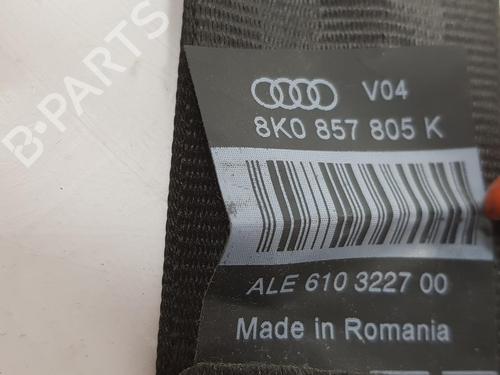 B-PARTS
V04
8K0 857 805 K
ALE 610 3227 00
Made in Romania